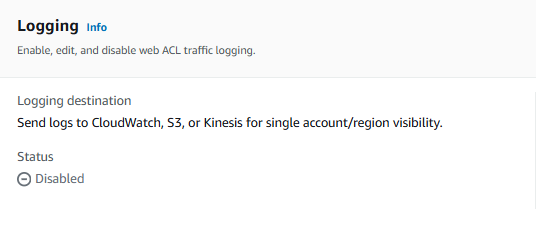 Logging Info
Enable, edit, and disable web ACL traffic logging.
Logging destination
Send logs to CloudWatch, S3, or Kinesis for single account/region visibility.
Status
Disabled